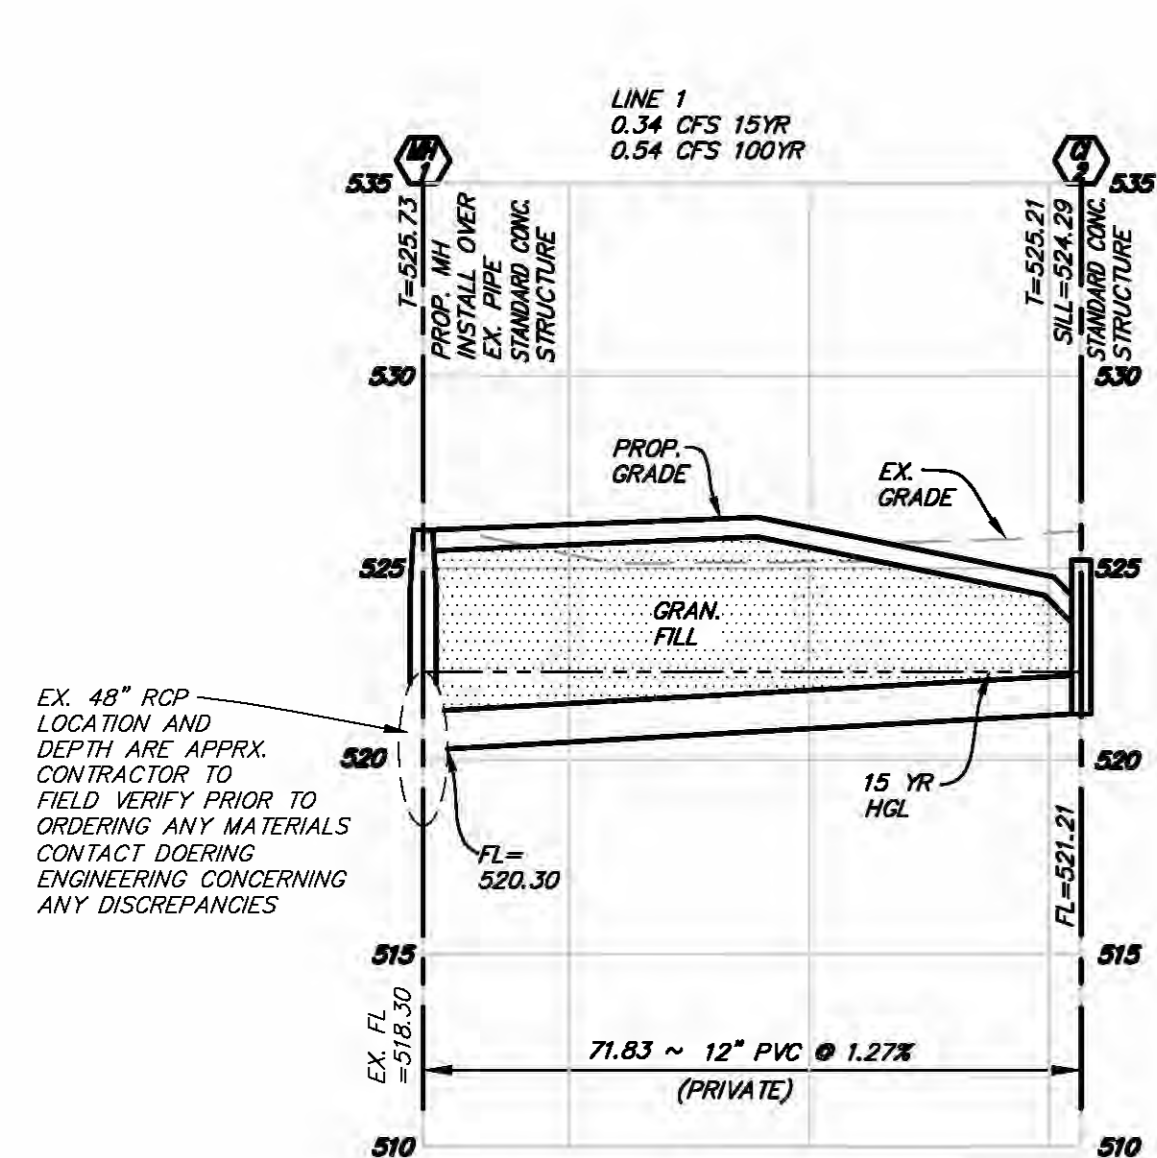 LINE 1
0.34 CFS 15YR
0.54 CFS 100YR
MH
1
CI
2
535
535
T=525.73
PROP. MH
INSTALL OVER
EX. PIPE
STANDARD CONC.
STRUCTURE
T=525.21
SILL=524.29
STANDARD CONC.
STRUCTURE
530
530
PROP.
GRADE
EX.
GRADE
525
525
GRAN.
FILL
EX. 48" RCP
LOCATION AND
DEPTH ARE APPRX.
CONTRACTOR TO
FIELD VERIFY PRIOR TO
ORDERING ANY MATERIALS
CONTACT DOERING
ENGINEERING CONCERNING
ANY DISCREPANCIES
520
520
15 YR
HGL
FL=
520.30
FL=521.21
515
515
EX. FL
=518.30
71.83 ~ 12" PVC @ 1.27%
(PRIVATE)
510
510